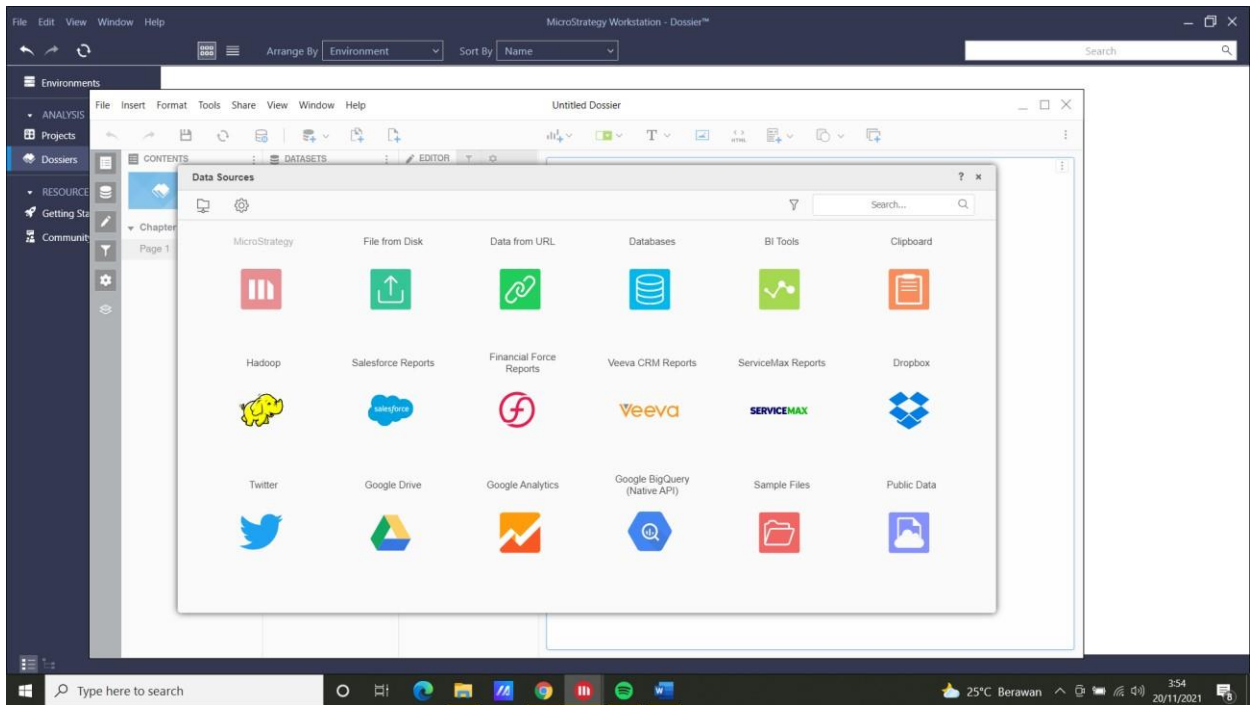 File Edit View Window Help
MicroStrategy Workstation - Dossier™
Arrange By Environment Sort By Name
Search
Environments
ANALYSIS
Projects
Dossiers
RESOURCE
Getting Sta
Communit
File Insert Format Tools Share View Window Help
Untitled Dossier
T
HTML
CONTENTS
DATASETS
EDITOR
Chapter
Page 1
Data Sources
? ×
Search...
MicroStrategy File from Disk Data from URL Databases BI Tools Clipboard
Hadoop Salesforce Reports Financial Force Reports Veeva CRM Reports ServiceMax Reports Dropbox
salesforce Veeva SERVICEMAX
Twitter Google Drive Google Analytics Google BigQuery (Native API) Sample Files Public Data
Type here to search
25°C Berawan
3:54
20/11/2021
8